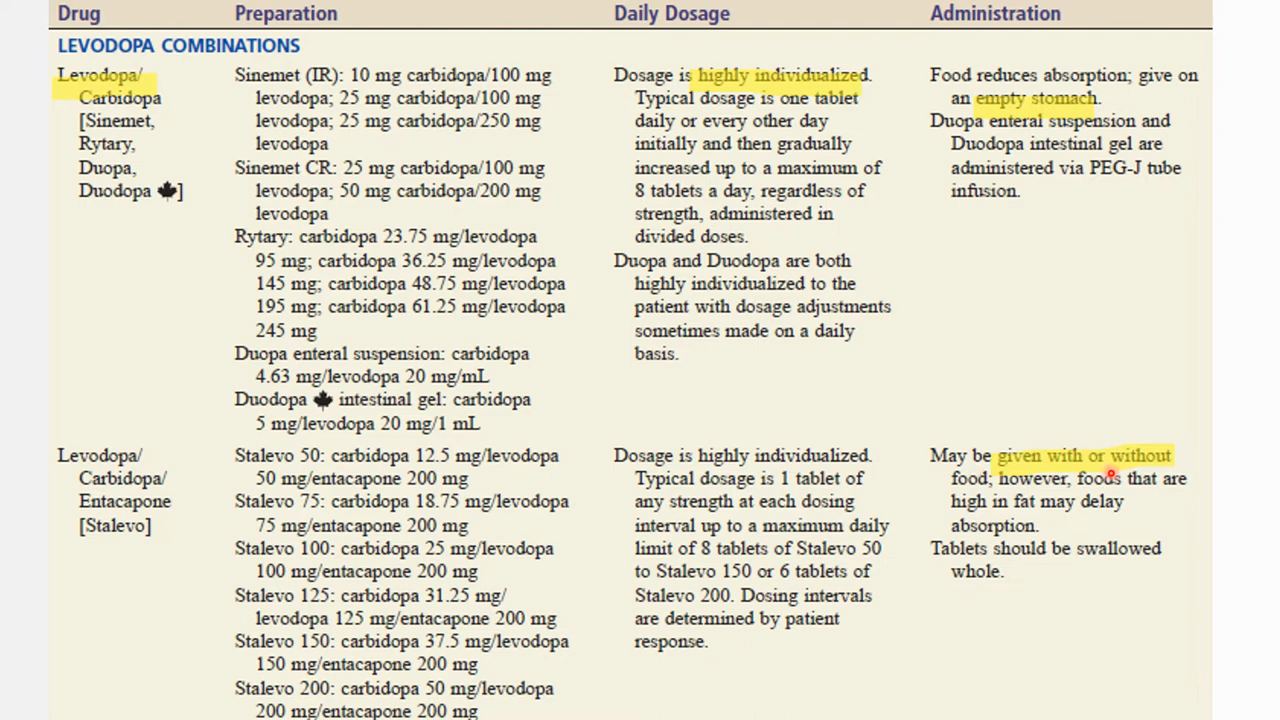 Drug Preparation Daily Dosage Administration
LEVODOPA COMBINATIONS
Levodopa/
Carbidopa
[Sinemet,
Rytary,
Duopa,
Duodopa ]
Sinemet (IR): 10 mg carbidopa/100 mg
levodopa; 25 mg carbidopa/100 mg
levodopa; 25 mg carbidopa/250 mg
levodopa
Sinemet CR: 25 mg carbidopa/100 mg
levodopa; 50 mg carbidopa/200 mg
levodopa
Rytary: carbidopa 23.75 mg/levodopa
95 mg; carbidopa 36.25 mg/levodopa
145 mg; carbidopa 48.75 mg/levodopa
195 mg; carbidopa 61.25 mg/levodopa
245 mg
Duopa enteral suspension: carbidopa
4.63 mg/levodopa 20 mg/mL
Duodopa intestinal gel: carbidopa
5 mg/levodopa 20 mg/1 mL
Dosage is highly individualized.
Typical dosage is one tablet
daily or every other day
initially and then gradually
increased up to a maximum of
8 tablets a day, regardless of
strength, administered in
divided doses.
Duopa and Duodopa are both
highly individualized to the
patient with dosage adjustments
sometimes made on a daily
basis.
Food reduces absorption; give on
an empty stomach.
Duopa enteral suspension and
Duodopa intestinal gel are
administered via PEG-J tube
infusion.
Levodopa/
Carbidopa/
Entacapone
[Stalevo]
Stalevo 50: carbidopa 12.5 mg/levodopa
50 mg/entacapone 200 mg
Stalevo 75: carbidopa 18.75 mg/levodopa
75 mg/entacapone 200 mg
Stalevo 100: carbidopa 25 mg/levodopa
100 mg/entacapone 200 mg
Stalevo 125: carbidopa 31.25 mg/
levodopa 125 mg/entacapone 200 mg
Stalevo 150: carbidopa 37.5 mg/levodopa
150 mg/entacapone 200 mg
Stalevo 200: carbidopa 50 mg/levodopa
200 mg/entacapone 200 mg
Dosage is highly individualized.
Typical dosage is 1 tablet of
any strength at each dosing
interval up to a maximum daily
limit of 8 tablets of Stalevo 50
to Stalevo 150 or 6 tablets of
Stalevo 200. Dosing intervals
are determined by patient
response.
May be given with or without
food; however, foods that are
high in fat may delay
absorption.
Tablets should be swallowed
whole.